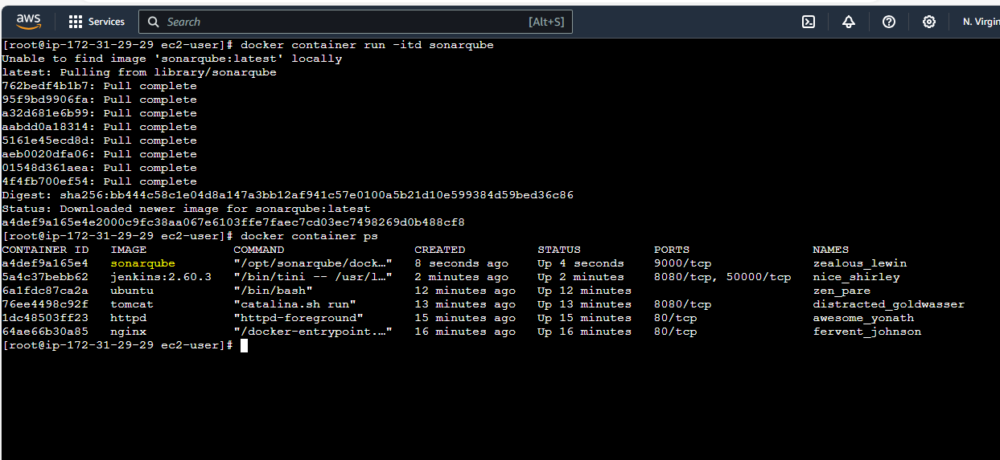 aws Services Search [Alt+S] N. Virgin
[root@ip-172-31-29-29 ec2-user]# docker container run -itd sonarqube
Unable to find image 'sonarqube:latest' locally
latest: Pulling from library/sonarqube
762bedf4b1b7: Pull complete
95f9bd9906fa: Pull complete
a32d681e6b99: Pull complete
aabdd0a18314: Pull complete
5161e45ecd8d: Pull complete
aeb0020dfa06: Pull complete
01548d361aea: Pull complete
4f4fb700ef54: Pull complete
Digest: sha256:bb444c58c1e04d8a147a3bb12af941c57e0100a5b21d10e599384d59bed36c86
Status: Downloaded newer image for sonarqube:latest
a4def9a165e4e2000c9fc38aa067e6103ffe7faec7cd03ec7498269d0b488cf8
[root@ip-172-31-29-29 ec2-user]# docker container ps
CONTAINER ID IMAGE COMMAND CREATED STATUS PORTS NAMES
a4def9a165e4 sonarqube "/opt/sonarqube/dock…" 8 seconds ago Up 4 seconds 9000/tcp zealous_lewin
5a4c37bebb62 jenkins:2.60.3 "/bin/tini -- /usr/l…" 2 minutes ago Up 2 minutes 8080/tcp, 50000/tcp nice_shirley
6a1fdc87ca2a ubuntu "/bin/bash" 12 minutes ago Up 12 minutes zen_pare
76ee4498c92f tomcat "catalina.sh run" 13 minutes ago Up 13 minutes 8080/tcp distracted_goldwasser
1dc48503ff23 httpd "httpd-foreground" 15 minutes ago Up 15 minutes 80/tcp awesome_yonath
64ae66b30a85 nginx "/docker-entrypoint.…" 16 minutes ago Up 16 minutes 80/tcp fervent_johnson
[root@ip-172-31-29-29 ec2-user]#